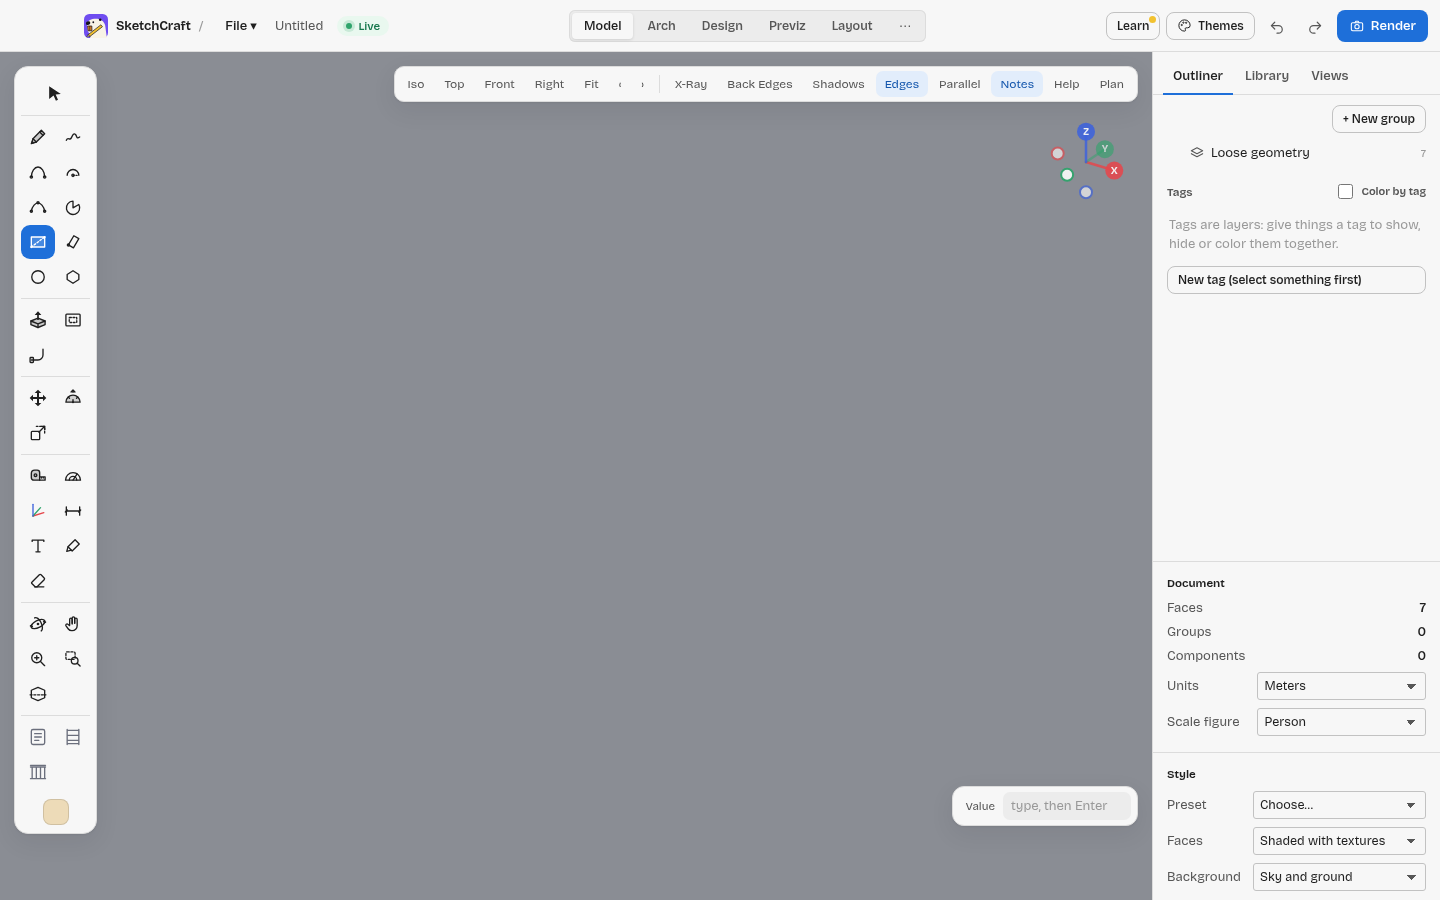 SketchCraft / File ▾ Untitled Live Model Arch Design Previz Layout ··· Learn Themes Render
Iso Top Front Right Fit ‹ › X-Ray Back Edges Shadows Edges Parallel Notes Help Plan
Z
Y
X
Outliner Library Views
+ New group
Loose geometry 7
Tags Color by tag
Tags are layers: give things a tag to show,
hide or color them together.
New tag (select something first)
Document
Faces 7
Groups 0
Components 0
Units Meters
Scale figure Person
Style
Preset Choose...
Faces Shaded with textures
Background Sky and ground
Value type, then Enter